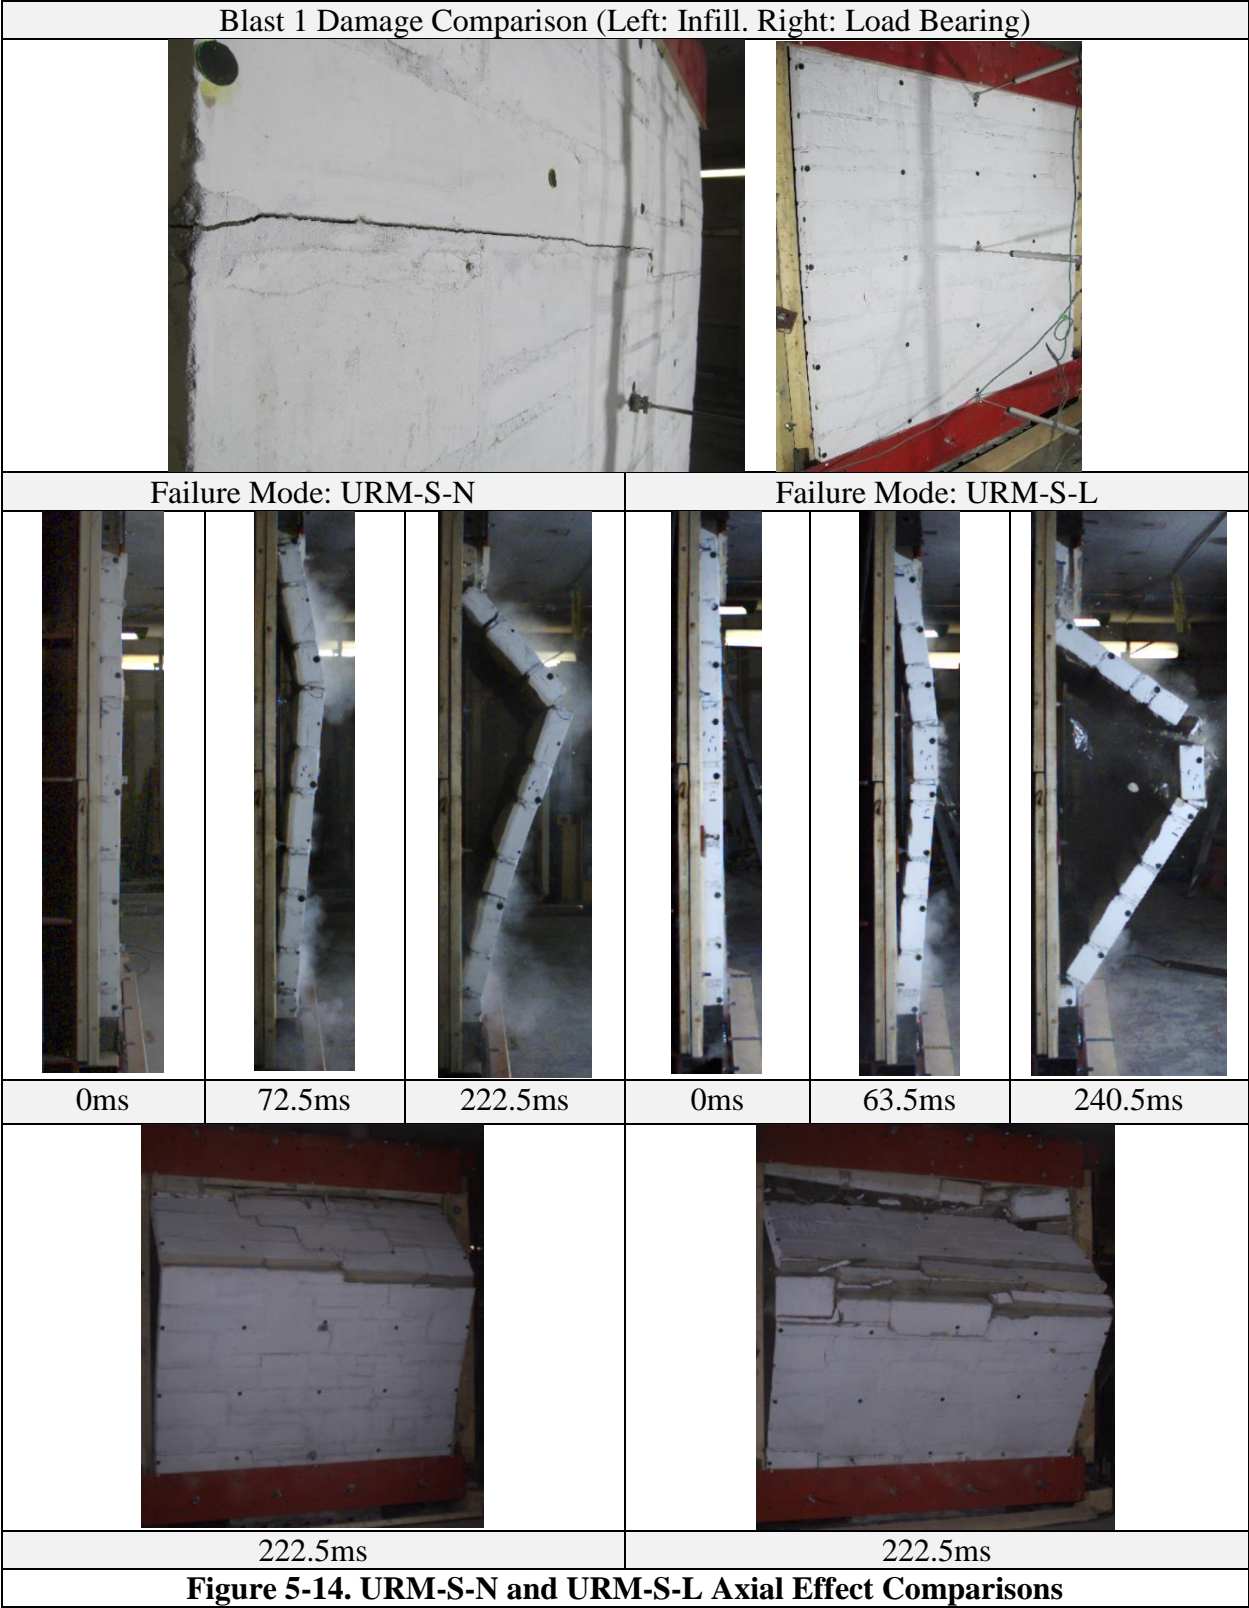 Blast 1 Damage Comparison (Left: Infill. Right: Load Bearing)
Failure Mode: URM-S-N
Failure Mode: URM-S-L
0ms
72.5ms
222.5ms
0ms
63.5ms
240.5ms
222.5ms
222.5ms
Figure 5-14. URM-S-N and URM-S-L Axial Effect Comparisons